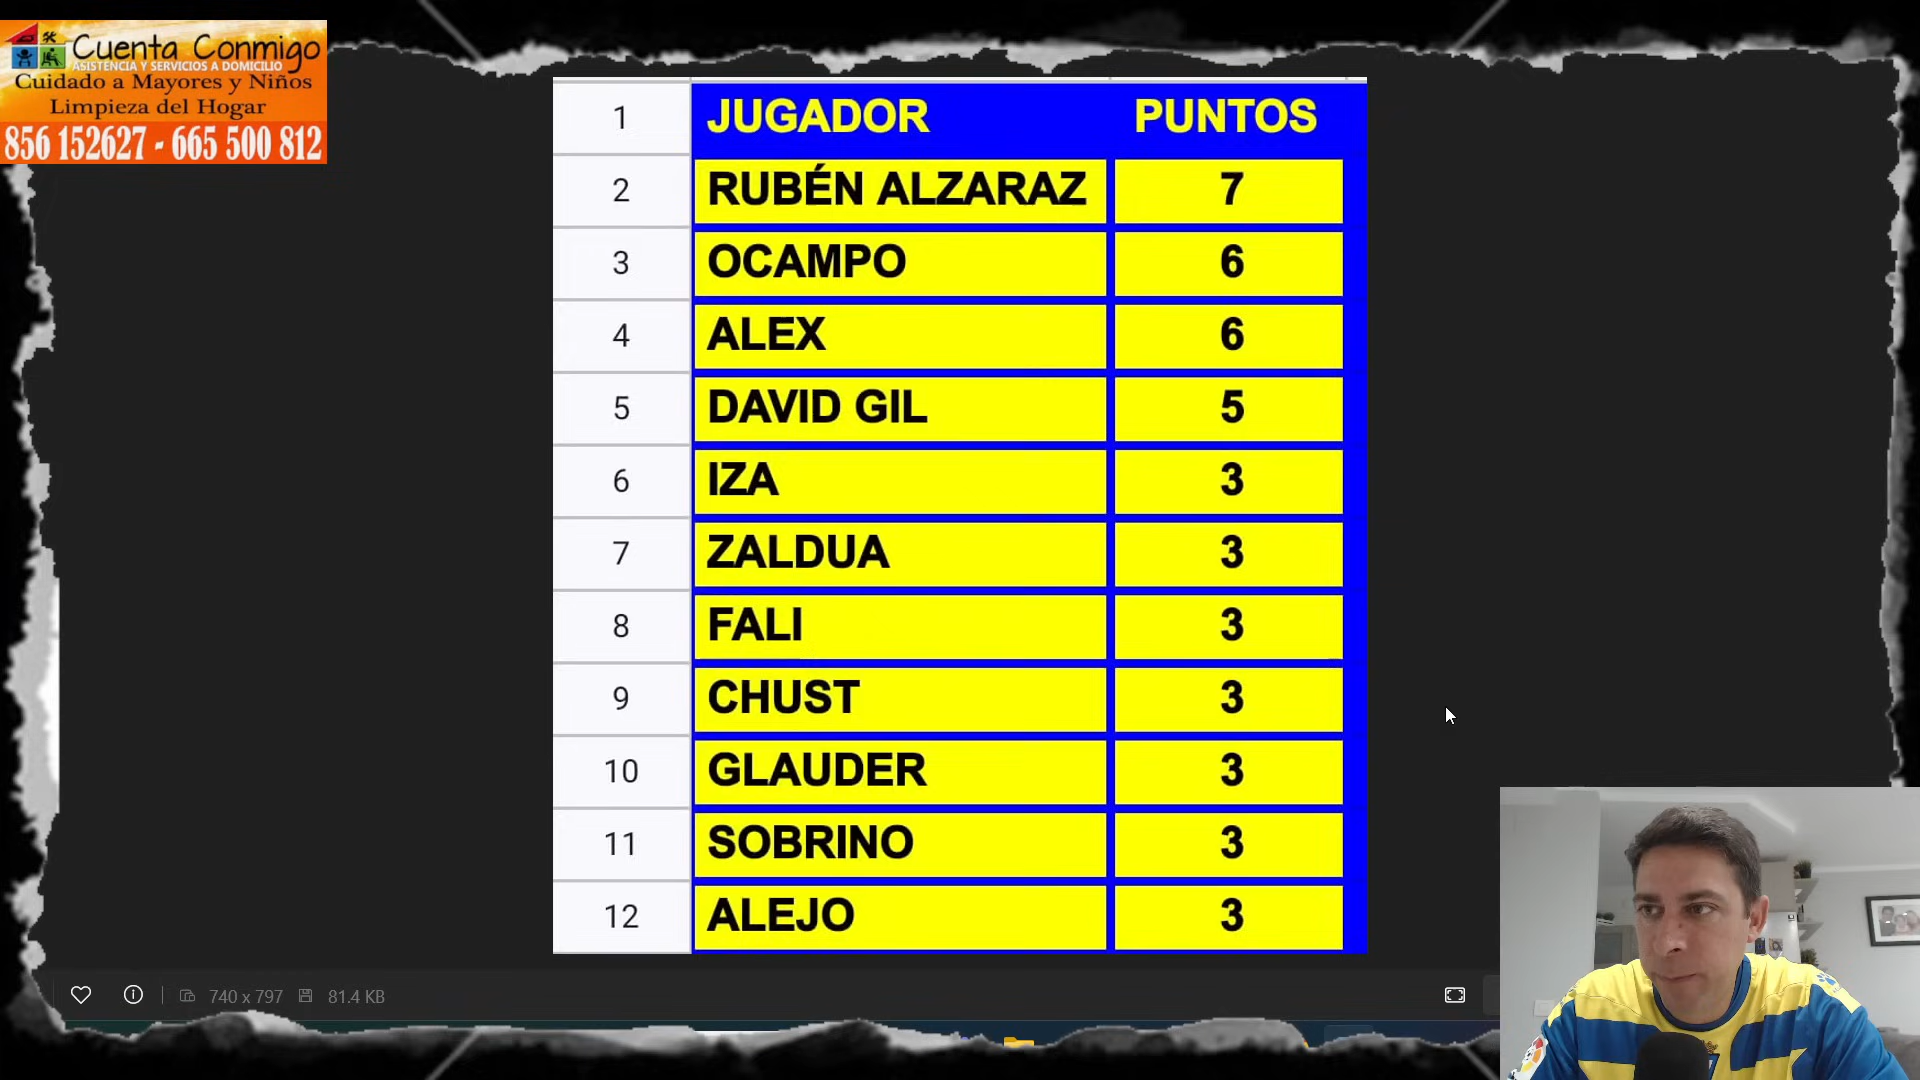 Cuenta Conmigo
ASISTENCIA Y SERVICIOS A DOMICILIO
Cuidado a Mayores y Niños
Limpieza del Hogar
856 152627 - 665 500 812
1 JUGADOR PUNTOS
2 RUBÉN ALZARAZ 7
3 OCAMPO 6
4 ALEX 6
5 DAVID GIL 5
6 IZA 3
7 ZALDUA 3
8 FALI 3
9 CHUST 3
10 GLAUDER 3
11 SOBRINO 3
12 ALEJO 3
740 x 797 81.4 KB